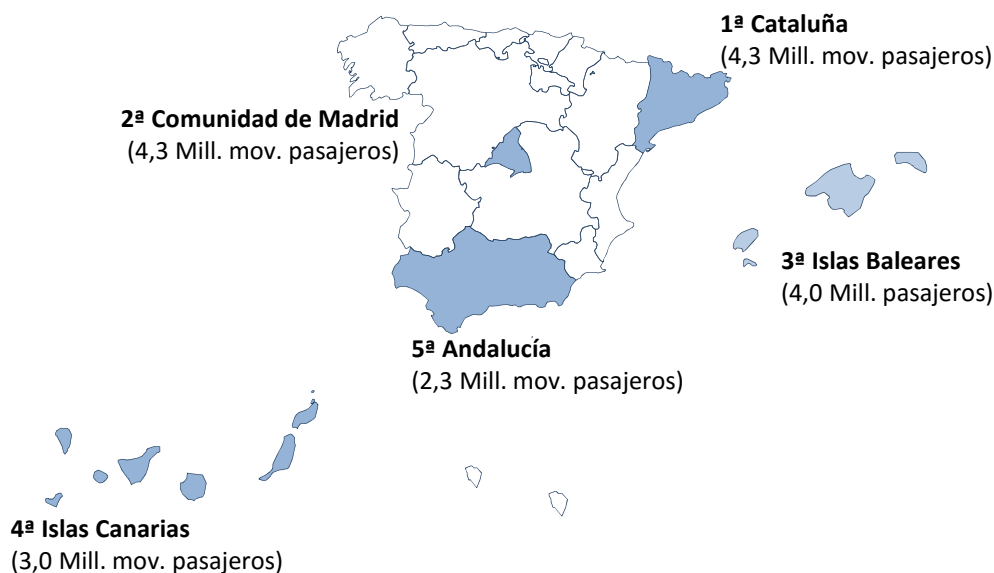 1ª Cataluña
(4,3 Mill. mov. pasajeros)
2ª Comunidad de Madrid
(4,3 Mill. mov. pasajeros)
3ª Islas Baleares
(4,0 Mill. pasajeros)
5ª Andalucía
(2,3 Mill. mov. pasajeros)
4ª Islas Canarias
(3,0 Mill. mov. pasajeros)